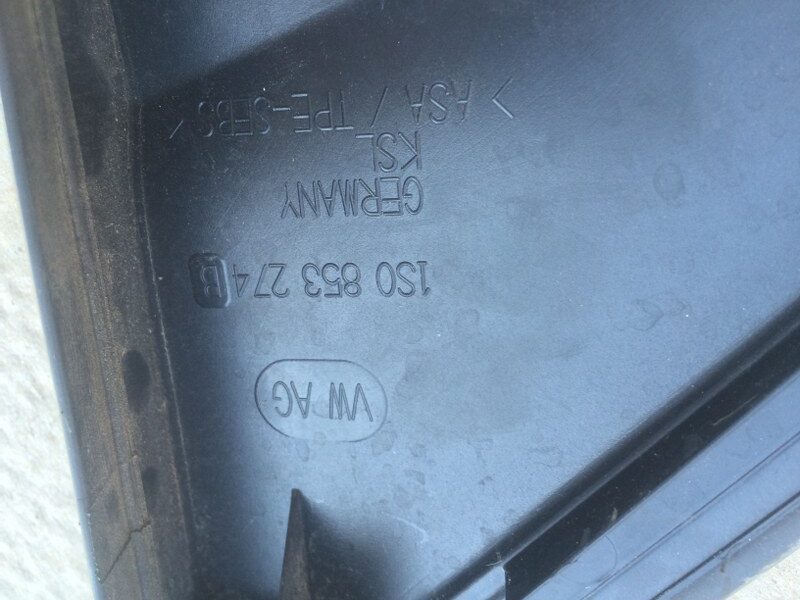 VW AG
1S0 853 274 B
GERMANY
KSL
> ASA / TPE-SEBS <